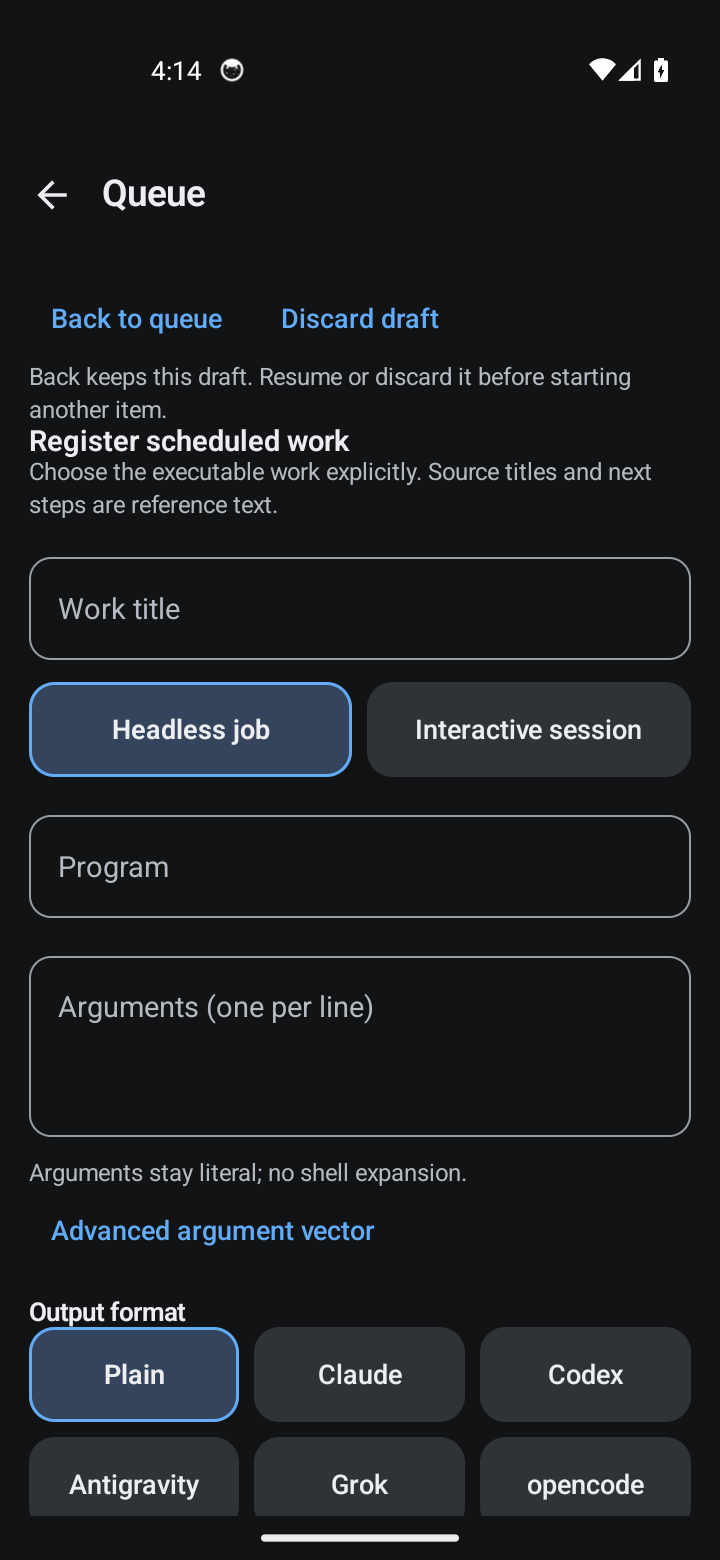 4:14
Queue
Back to queue
Discard draft
Back keeps this draft. Resume or discard it before starting
another item.
Register scheduled work
Choose the executable work explicitly. Source titles and next
steps are reference text.
Work title
Headless job
Interactive session
Program
Arguments (one per line)
Arguments stay literal; no shell expansion.
Advanced argument vector
Output format
Plain
Claude
Codex
Antigravity
Grok
opencode